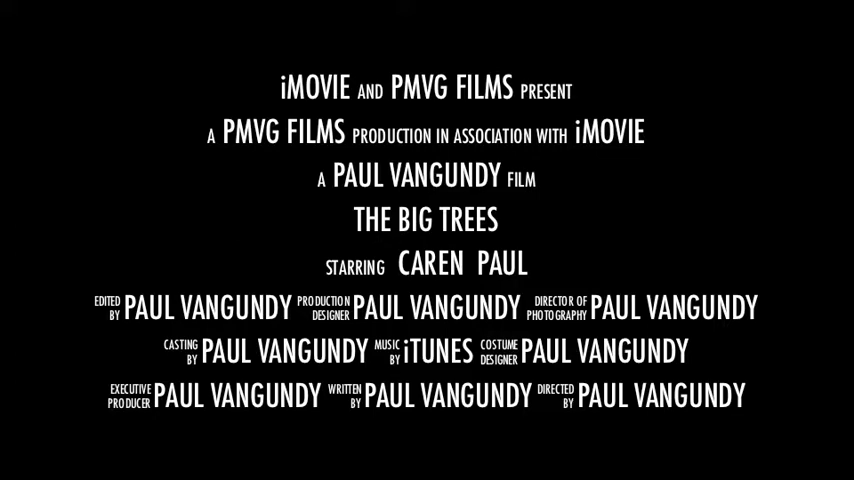 iMOVIE AND PMVG FILMS PRESENT
A PMVG FILMS PRODUCTION IN ASSOCIATION WITH iMOVIE
A PAUL VANGUNDY FILM
THE BIG TREES
STARRING CAREN PAUL
EDITED BY PAUL VANGUNDY PRODUCTION DESIGNER PAUL VANGUNDY DIRECTOR OF PHOTOGRAPHY PAUL VANGUNDY
CASTING BY PAUL VANGUNDY MUSIC BY iTUNES COSTUME DESIGNER PAUL VANGUNDY
EXECUTIVE PRODUCER PAUL VANGUNDY WRITTEN BY PAUL VANGUNDY DIRECTED BY PAUL VANGUNDY